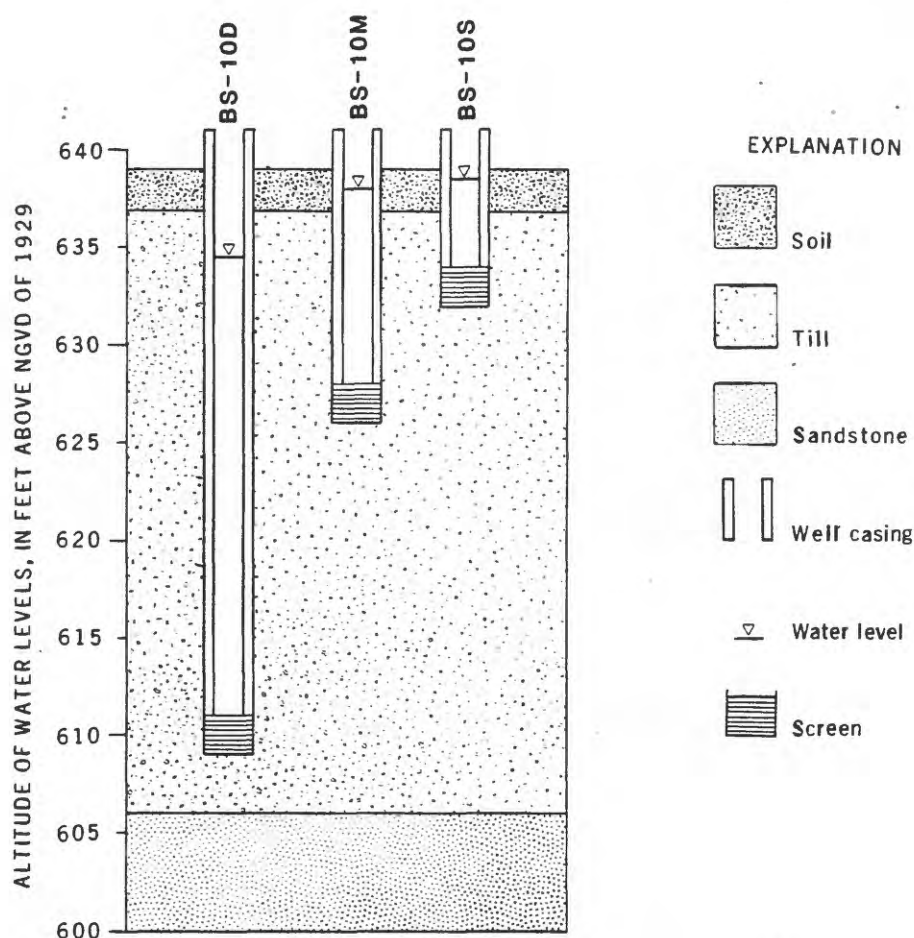 BS-10D
BS-10M
BS-10S
ALTITUDE OF WATER LEVELS, IN FEET ABOVE NGVD OF 1929
640
635
630
625
620
615
610
605
600
EXPLANATION
Soil
Till
Sandstone
Well casing
Water level
Screen